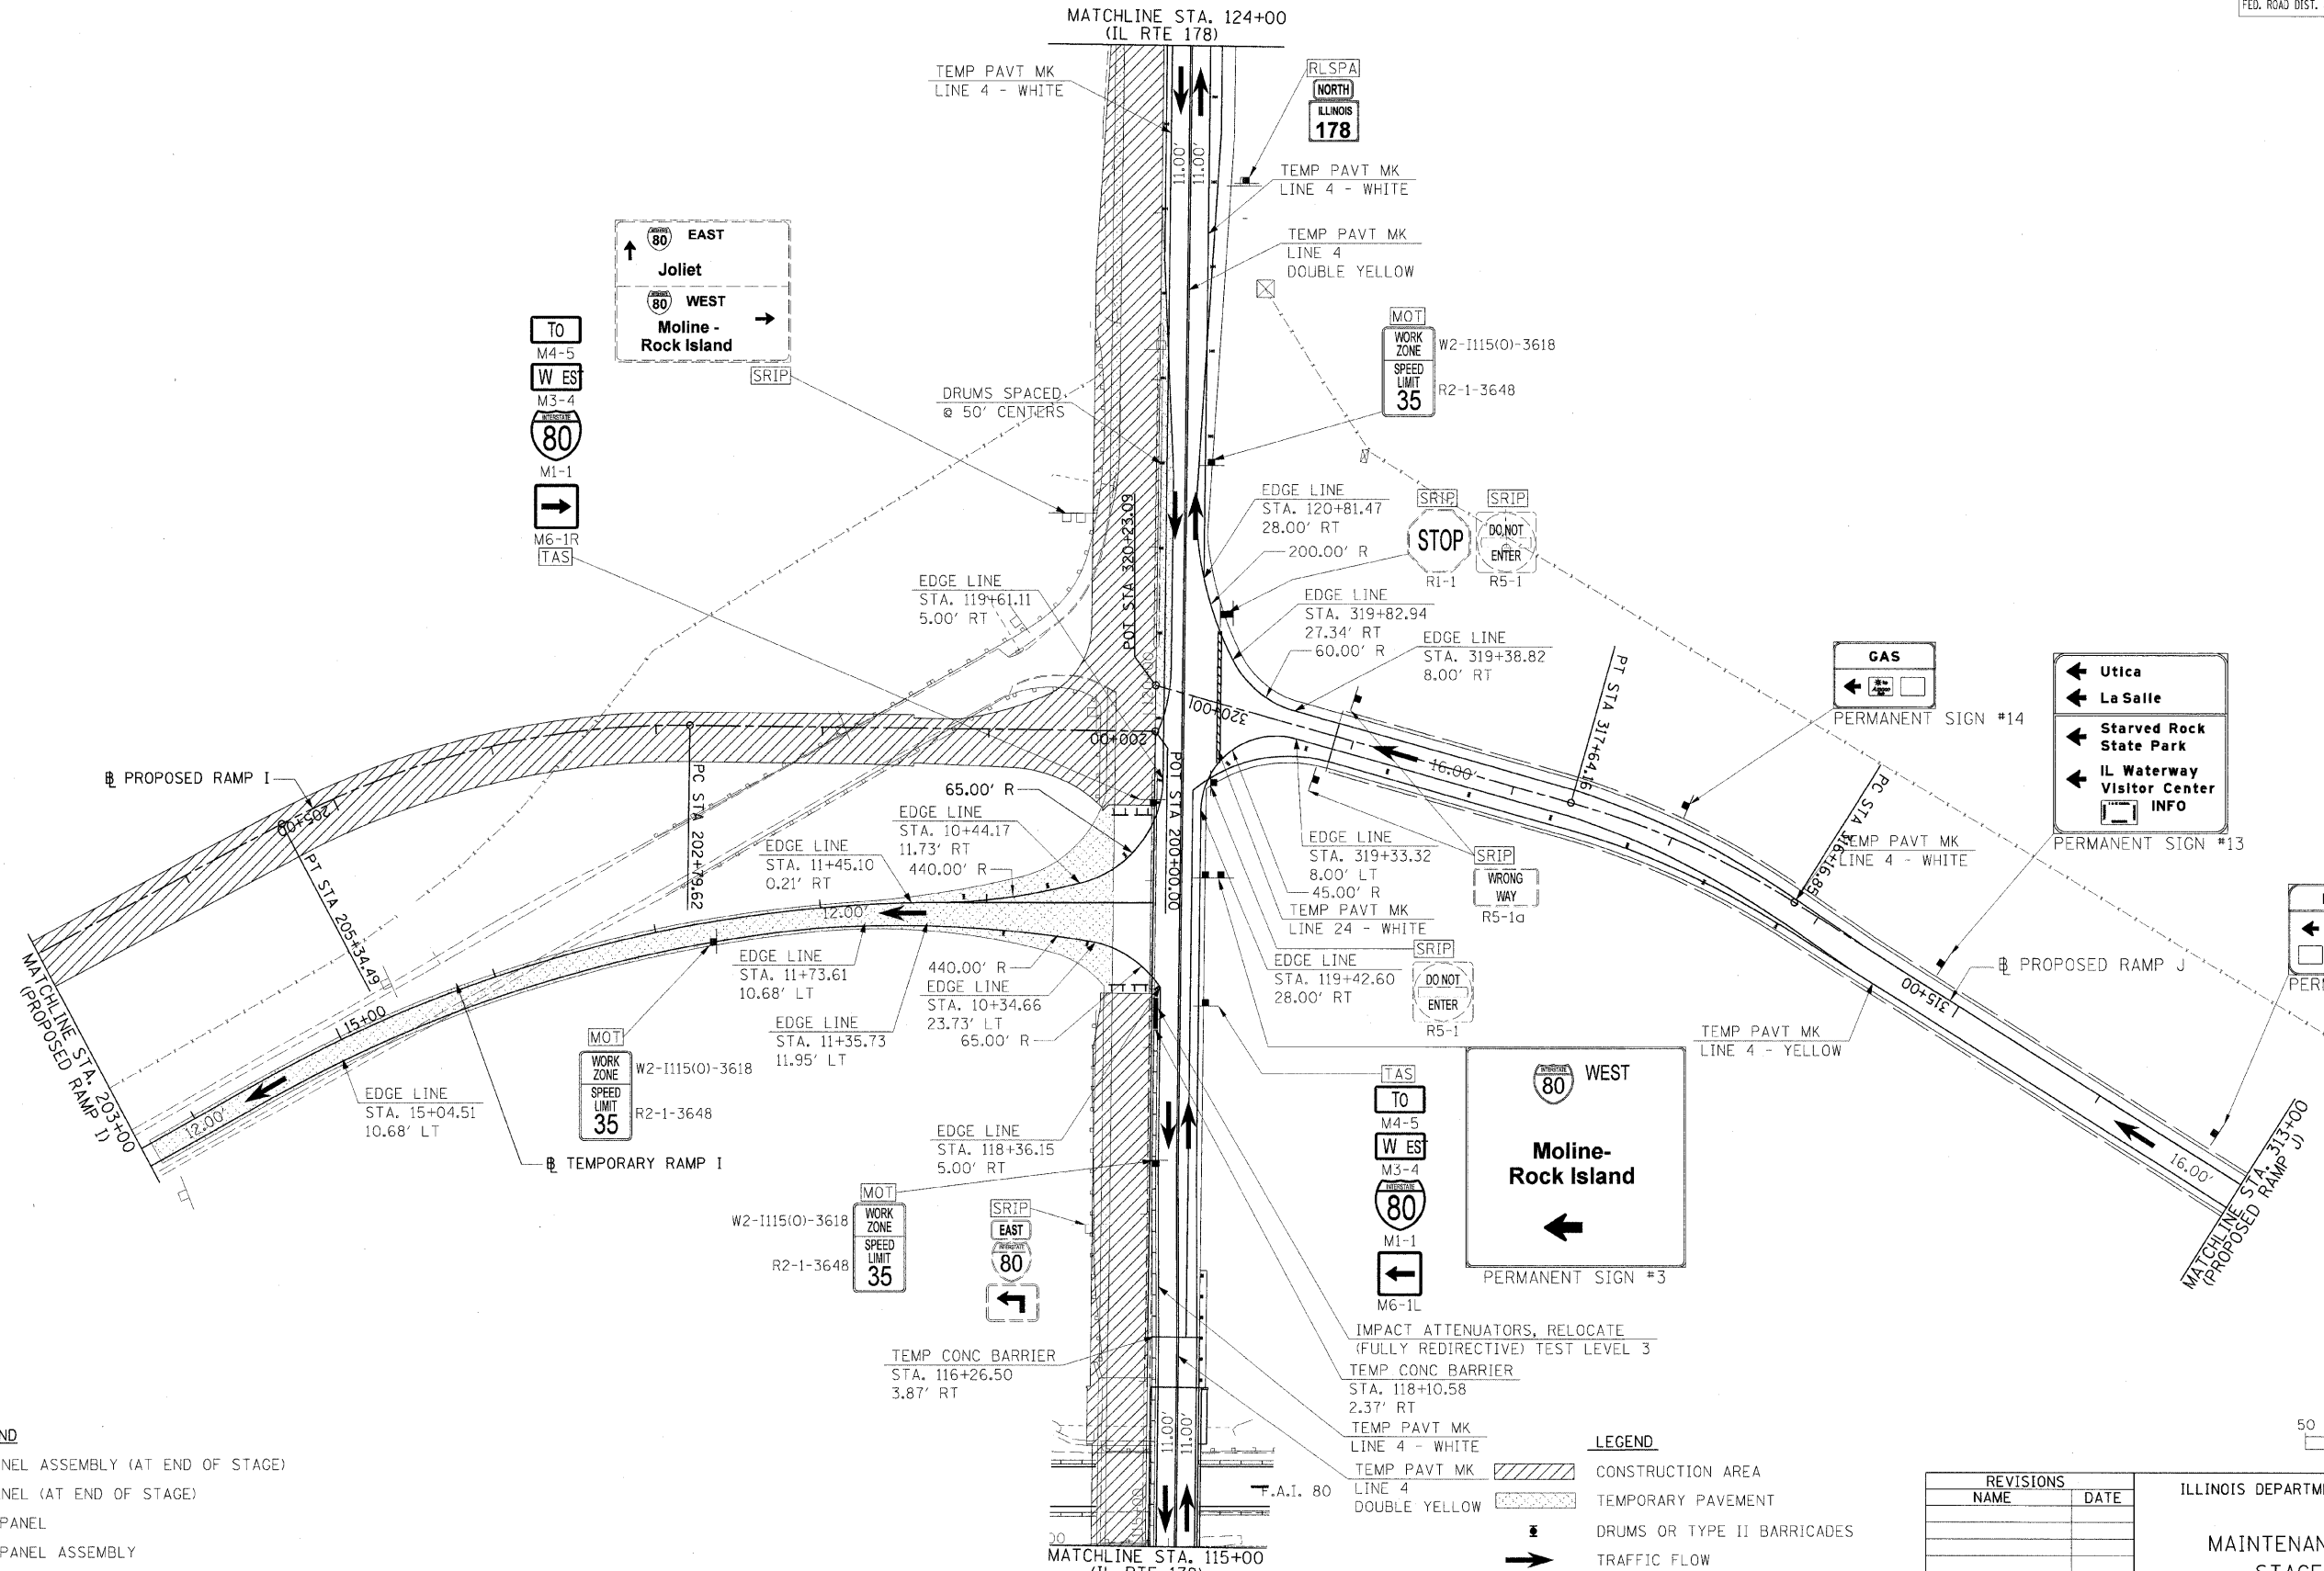 FED. ROAD DIST.
MATCHLINE STA. 124+00
(IL RTE 178)
TEMP PAVT MK
LINE 4 - WHITE
RLSPA
NORTH
ILLINOIS
178
11.00'
11.00'
TEMP PAVT MK
LINE 4 - WHITE
TEMP PAVT MK
LINE 4
DOUBLE YELLOW
INTERSTATE
80 EAST
Joliet
INTERSTATE
80 WEST
Moline -
Rock Island
SRIP
TO
M4-5
W EST
M3-4
INTERSTATE
80
M1-1
M6-1R
TAS
DRUMS SPACED
@ 50' CENTERS
MOT
WORK
ZONE
W2-I115(O)-3618
SPEED
LIMIT
35
R2-1-3648
EDGE LINE
STA. 120+81.47
28.00' RT
200.00' R
SRIP
STOP
R1-1
SRIP
DO NOT
ENTER
R5-1
POT STA 320+23.09
EDGE LINE
STA. 119+61.11
5.00' RT
EDGE LINE
STA. 319+82.94
27.34' RT
60.00' R
EDGE LINE
STA. 319+38.82
8.00' RT
PT STA 317+64.16
GAS
PERMANENT SIGN #14
Utica
La Salle
Starved Rock
State Park
IL Waterway
Visitor Center
INFO
PERMANENT SIGN #13
320+00
200+00
16.00'
PC STA 316+16.85
TEMP PAVT MK
LINE 4 - WHITE
℄ PROPOSED RAMP I
205+00
PT STA 205+34.49
PC STA 202+79.62
POT STA 200+00.00
65.00' R
EDGE LINE
STA. 10+44.17
11.73' RT
440.00' R
EDGE LINE
STA. 11+45.10
0.21' RT
12.00'
EDGE LINE
STA. 319+33.32
8.00' LT
45.00' R
TEMP PAVT MK
LINE 24 - WHITE
SRIP
WRONG
WAY
R5-1a
EDGE LINE
STA. 119+42.60
28.00' RT
SRIP
DO NOT
ENTER
R5-1
℄ PROPOSED RAMP J
315+00
TEMP PAVT MK
LINE 4 - YELLOW
MATCHLINE STA. 203+00
(PROPOSED RAMP I)
EDGE LINE
STA. 11+73.61
10.68' LT
EDGE LINE
STA. 11+35.73
11.95' LT
440.00' R
EDGE LINE
STA. 10+34.66
23.73' LT
65.00' R
15+00
12.00'
EDGE LINE
STA. 15+04.51
10.68' LT
MOT
WORK
ZONE
W2-I115(O)-3618
SPEED
LIMIT
35
R2-1-3648
℄ TEMPORARY RAMP I
EDGE LINE
STA. 118+36.15
5.00' RT
MOT
W2-I115(O)-3618
WORK
ZONE
R2-1-3648
SPEED
LIMIT
35
SRIP
EAST
INTERSTATE
80
TAS
TO
M4-5
W EST
M3-4
INTERSTATE
80
M1-1
M6-1L
INTERSTATE
80 WEST
Moline-
Rock Island
PERMANENT SIGN #3
16.00'
MATCHLINE STA. 313+00
(PROPOSED RAMP J)
TEMP CONC BARRIER
STA. 116+26.50
3.87' RT
IMPACT ATTENUATORS, RELOCATE
(FULLY REDIRECTIVE) TEST LEVEL 3
TEMP CONC BARRIER
STA. 118+10.58
2.37' RT
TEMP PAVT MK
LINE 4 - WHITE
TEMP PAVT MK
LINE 4
DOUBLE YELLOW
11.00'
11.00'
F.A.I. 80
MATCHLINE STA. 115+00
(IL RTE 178)
LEGEND
CONSTRUCTION AREA
TEMPORARY PAVEMENT
DRUMS OR TYPE II BARRICADES
TRAFFIC FLOW
ND
NEL ASSEMBLY (AT END OF STAGE)
NEL (AT END OF STAGE)
PANEL
PANEL ASSEMBLY
50
REVISIONS
NAME DATE
ILLINOIS DEPARTM
MAINTENAN
STAGE